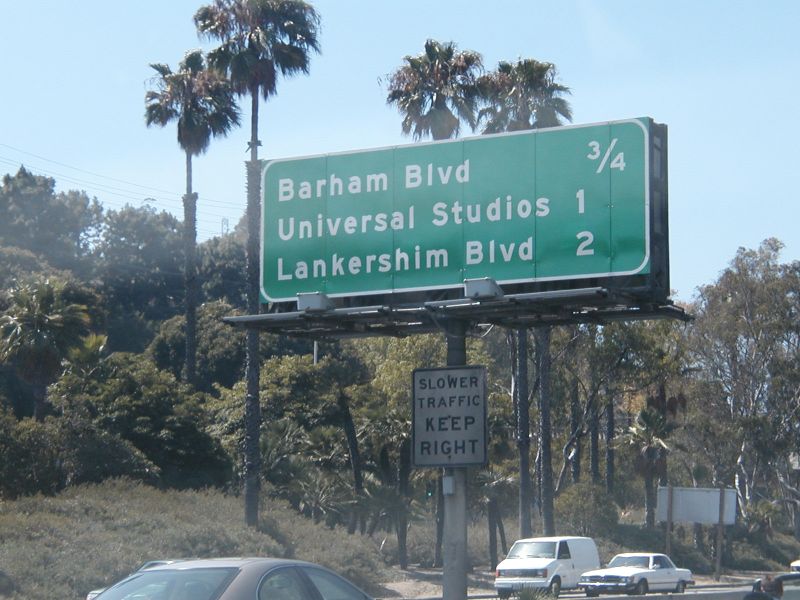 Barham Blvd 3/4
Universal Studios 1
Lankershim Blvd 2
SLOWER
TRAFFIC
KEEP
RIGHT